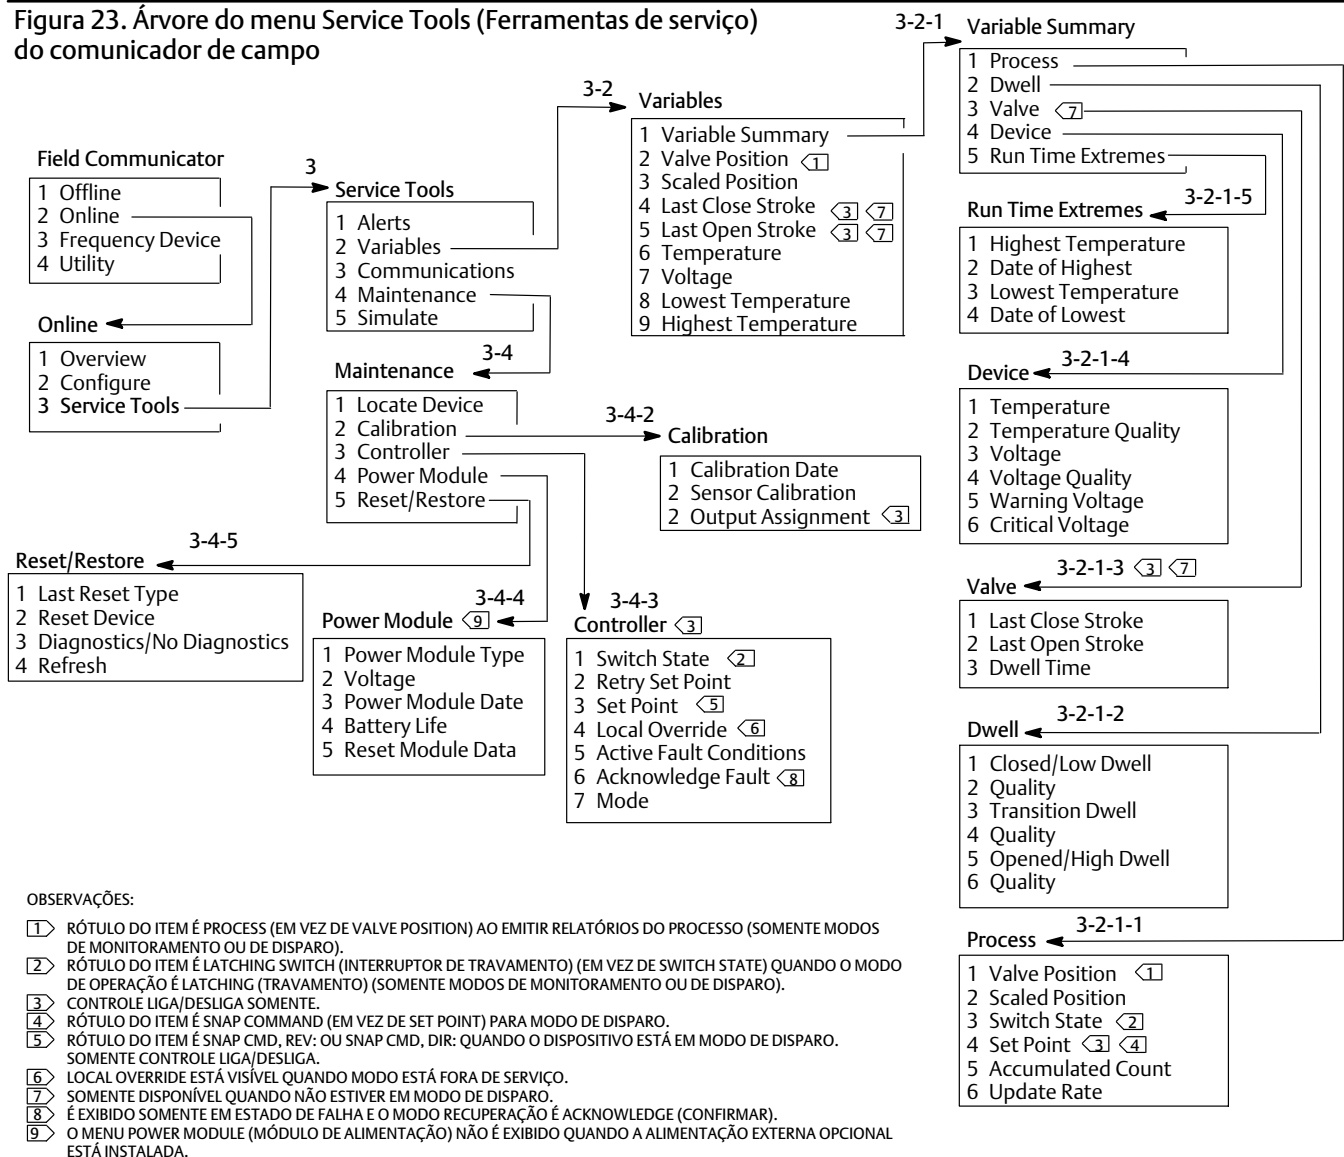 Figura 23. Árvore do menu Service Tools (Ferramentas de serviço)
do comunicador de campo
Field Communicator
1 Offline
2 Online
3 Frequency Device
4 Utility
Online
1 Overview
2 Configure
3 Service Tools
3
Service Tools
1 Alerts
2 Variables
3 Communications
4 Maintenance
5 Simulate
3-4
Maintenance
1 Locate Device
2 Calibration
3 Controller
4 Power Module
5 Reset/Restore
3-4-5
Reset/Restore
1 Last Reset Type
2 Reset Device
3 Diagnostics/No Diagnostics
4 Refresh
3-4-4
Power Module 9
1 Power Module Type
2 Voltage
3 Power Module Date
4 Battery Life
5 Reset Module Data
3-4-3
Controller 3
1 Switch State 2
2 Retry Set Point
3 Set Point 5
4 Local Override 6
5 Active Fault Conditions
6 Acknowledge Fault 8
7 Mode
3-4-2
Calibration
1 Calibration Date
2 Sensor Calibration
2 Output Assignment 3
3-2
Variables
1 Variable Summary
2 Valve Position 1
3 Scaled Position
4 Last Close Stroke 3 7
5 Last Open Stroke 3 7
6 Temperature
7 Voltage
8 Lowest Temperature
9 Highest Temperature
3-2-1
Variable Summary
1 Process
2 Dwell
3 Valve 7
4 Device
5 Run Time Extremes
3-2-1-5
Run Time Extremes
1 Highest Temperature
2 Date of Highest
3 Lowest Temperature
4 Date of Lowest
3-2-1-4
Device
1 Temperature
2 Temperature Quality
3 Voltage
4 Voltage Quality
5 Warning Voltage
6 Critical Voltage
3-2-1-3 3 7
Valve
1 Last Close Stroke
2 Last Open Stroke
3 Dwell Time
3-2-1-2
Dwell
1 Closed/Low Dwell
2 Quality
3 Transition Dwell
4 Quality
5 Opened/High Dwell
6 Quality
3-2-1-1
Process
1 Valve Position 1
2 Scaled Position
3 Switch State 2
4 Set Point 3 4
5 Accumulated Count
6 Update Rate
OBSERVAÇÕES:
1 RÓTULO DO ITEM É PROCESS (EM VEZ DE VALVE POSITION) AO EMITIR RELATÓRIOS DO PROCESSO (SOMENTE MODOS
DE MONITORAMENTO OU DE DISPARO).
2 RÓTULO DO ITEM É LATCHING SWITCH (INTERRUPTOR DE TRAVAMENTO) (EM VEZ DE SWITCH STATE) QUANDO O MODO
DE OPERAÇÃO É LATCHING (TRAVAMENTO) (SOMENTE MODOS DE MONITORAMENTO OU DE DISPARO).
3 CONTROLE LIGA/DESLIGA SOMENTE.
4 RÓTULO DO ITEM É SNAP COMMAND (EM VEZ DE SET POINT) PARA MODO DE DISPARO.
5 RÓTULO DO ITEM É SNAP CMD, REV: OU SNAP CMD, DIR: QUANDO O DISPOSITIVO ESTÁ EM MODO DE DISPARO.
SOMENTE CONTROLE LIGA/DESLIGA.
6 LOCAL OVERRIDE ESTÁ VISÍVEL QUANDO MODO ESTÁ FORA DE SERVIÇO.
7 SOMENTE DISPONÍVEL QUANDO NÃO ESTIVER EM MODO DE DISPARO.
8 É EXIBIDO SOMENTE EM ESTADO DE FALHA E O MODO RECUPERAÇÃO É ACKNOWLEDGE (CONFIRMAR).
9 O MENU POWER MODULE (MÓDULO DE ALIMENTAÇÃO) NÃO É EXIBIDO QUANDO A ALIMENTAÇÃO EXTERNA OPCIONAL
ESTÁ INSTALADA.